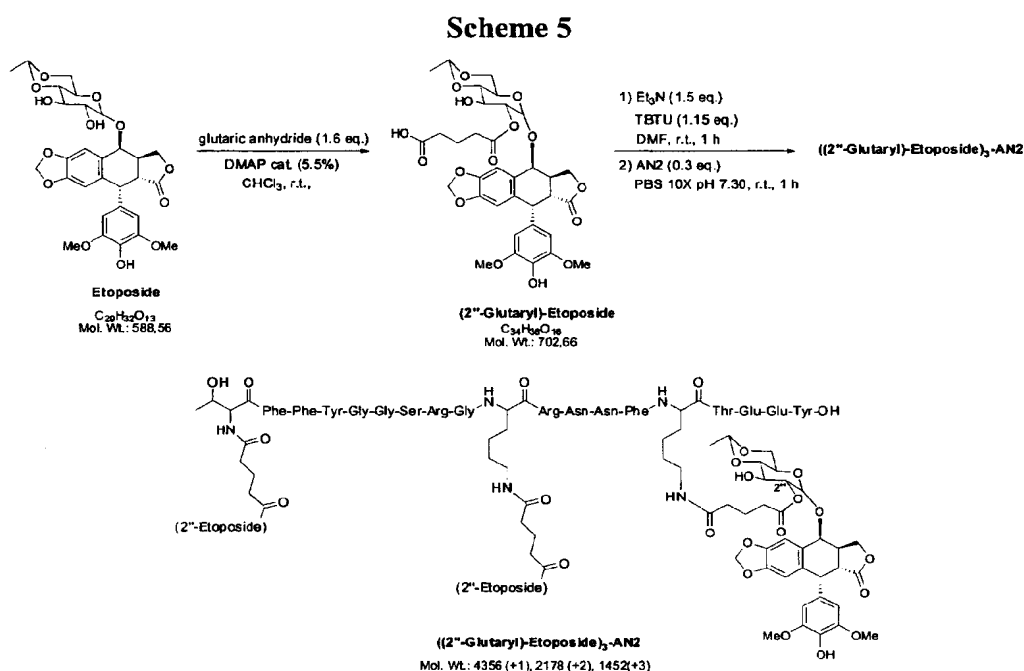 Scheme 5
O
O
O
O
HO
OH
O
O
O
O
O
MeO
OMe
OH
Etoposide
C29H32O13
Mol. Wt.: 588,56
glutaric anhydride (1.6 eq.)
DMAP cat. (5.5%)
CHCl3, r.t.,
O
O
O
O
HO
O
HO
O
O
O
O
O
O
O
MeO
OMe
OH
(2"-Glutaryl)-Etoposide
C34H38O16
Mol. Wt.: 702,66
1) Et3N (1.5 eq.)
TBTU (1.15 eq.)
DMF, r.t., 1 h
2) AN2 (0.3 eq.)
PBS 10X pH 7.30, r.t., 1 h
((2"-Glutaryl)-Etoposide)3-AN2
OH
O
Phe-Phe-Tyr-Gly-Gly-Ser-Arg-Gly
H
N
O
Arg-Asn-Asn-Phe
H
N
O
Thr-Glu-Glu-Tyr-OH
HN
O
O
(2"-Etoposide)
HN
O
O
(2"-Etoposide)
HN
O
O
O
O
O
HO
2"
O
O
O
O
O
O
O
MeO
OMe
OH
((2"-Glutaryl)-Etoposide)3-AN2
Mol. Wt.: 4356 (+1), 2178 (+2), 1452(+3)